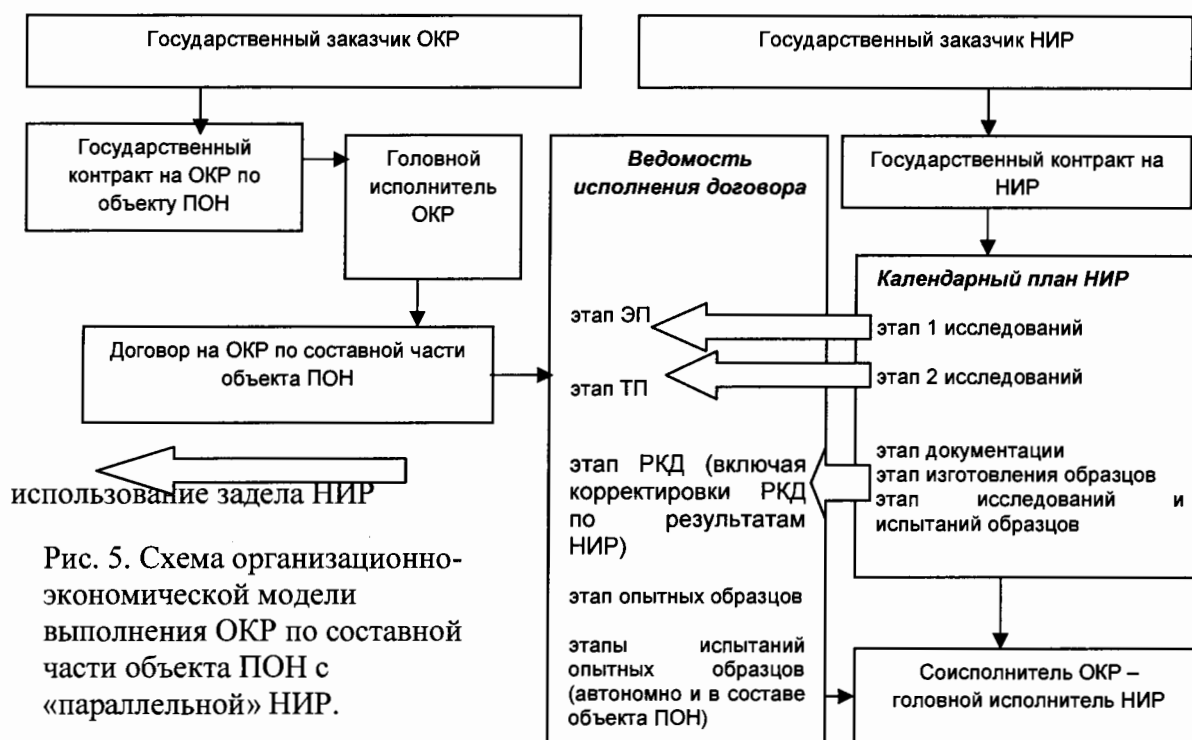 Государственный заказчик ОКР
Государственный заказчик НИР
Государственный
контракт на ОКР по
объекту ПОН
Головной
исполнитель
ОКР
Ведомость
исполнения договора
Государственный контракт на
НИР
Календарный план НИР
этап ЭП
этап 1 исследований
Договор на ОКР по составной части
объекта ПОН
этап ТП
этап 2 исследований
этап РКД (включая
корректировки РКД
по результатам
НИР)
этап документации
этап изготовления образцов
этап исследований и
испытаний образцов
использование задела НИР
этап опытных образцов
этапы испытаний
опытных образцов
(автономно и в составе
объекта ПОН)
Соисполнитель ОКР –
головной исполнитель НИР
Рис. 5. Схема организационно-
экономической модели
выполнения ОКР по составной
части объекта ПОН с
«параллельной» НИР.